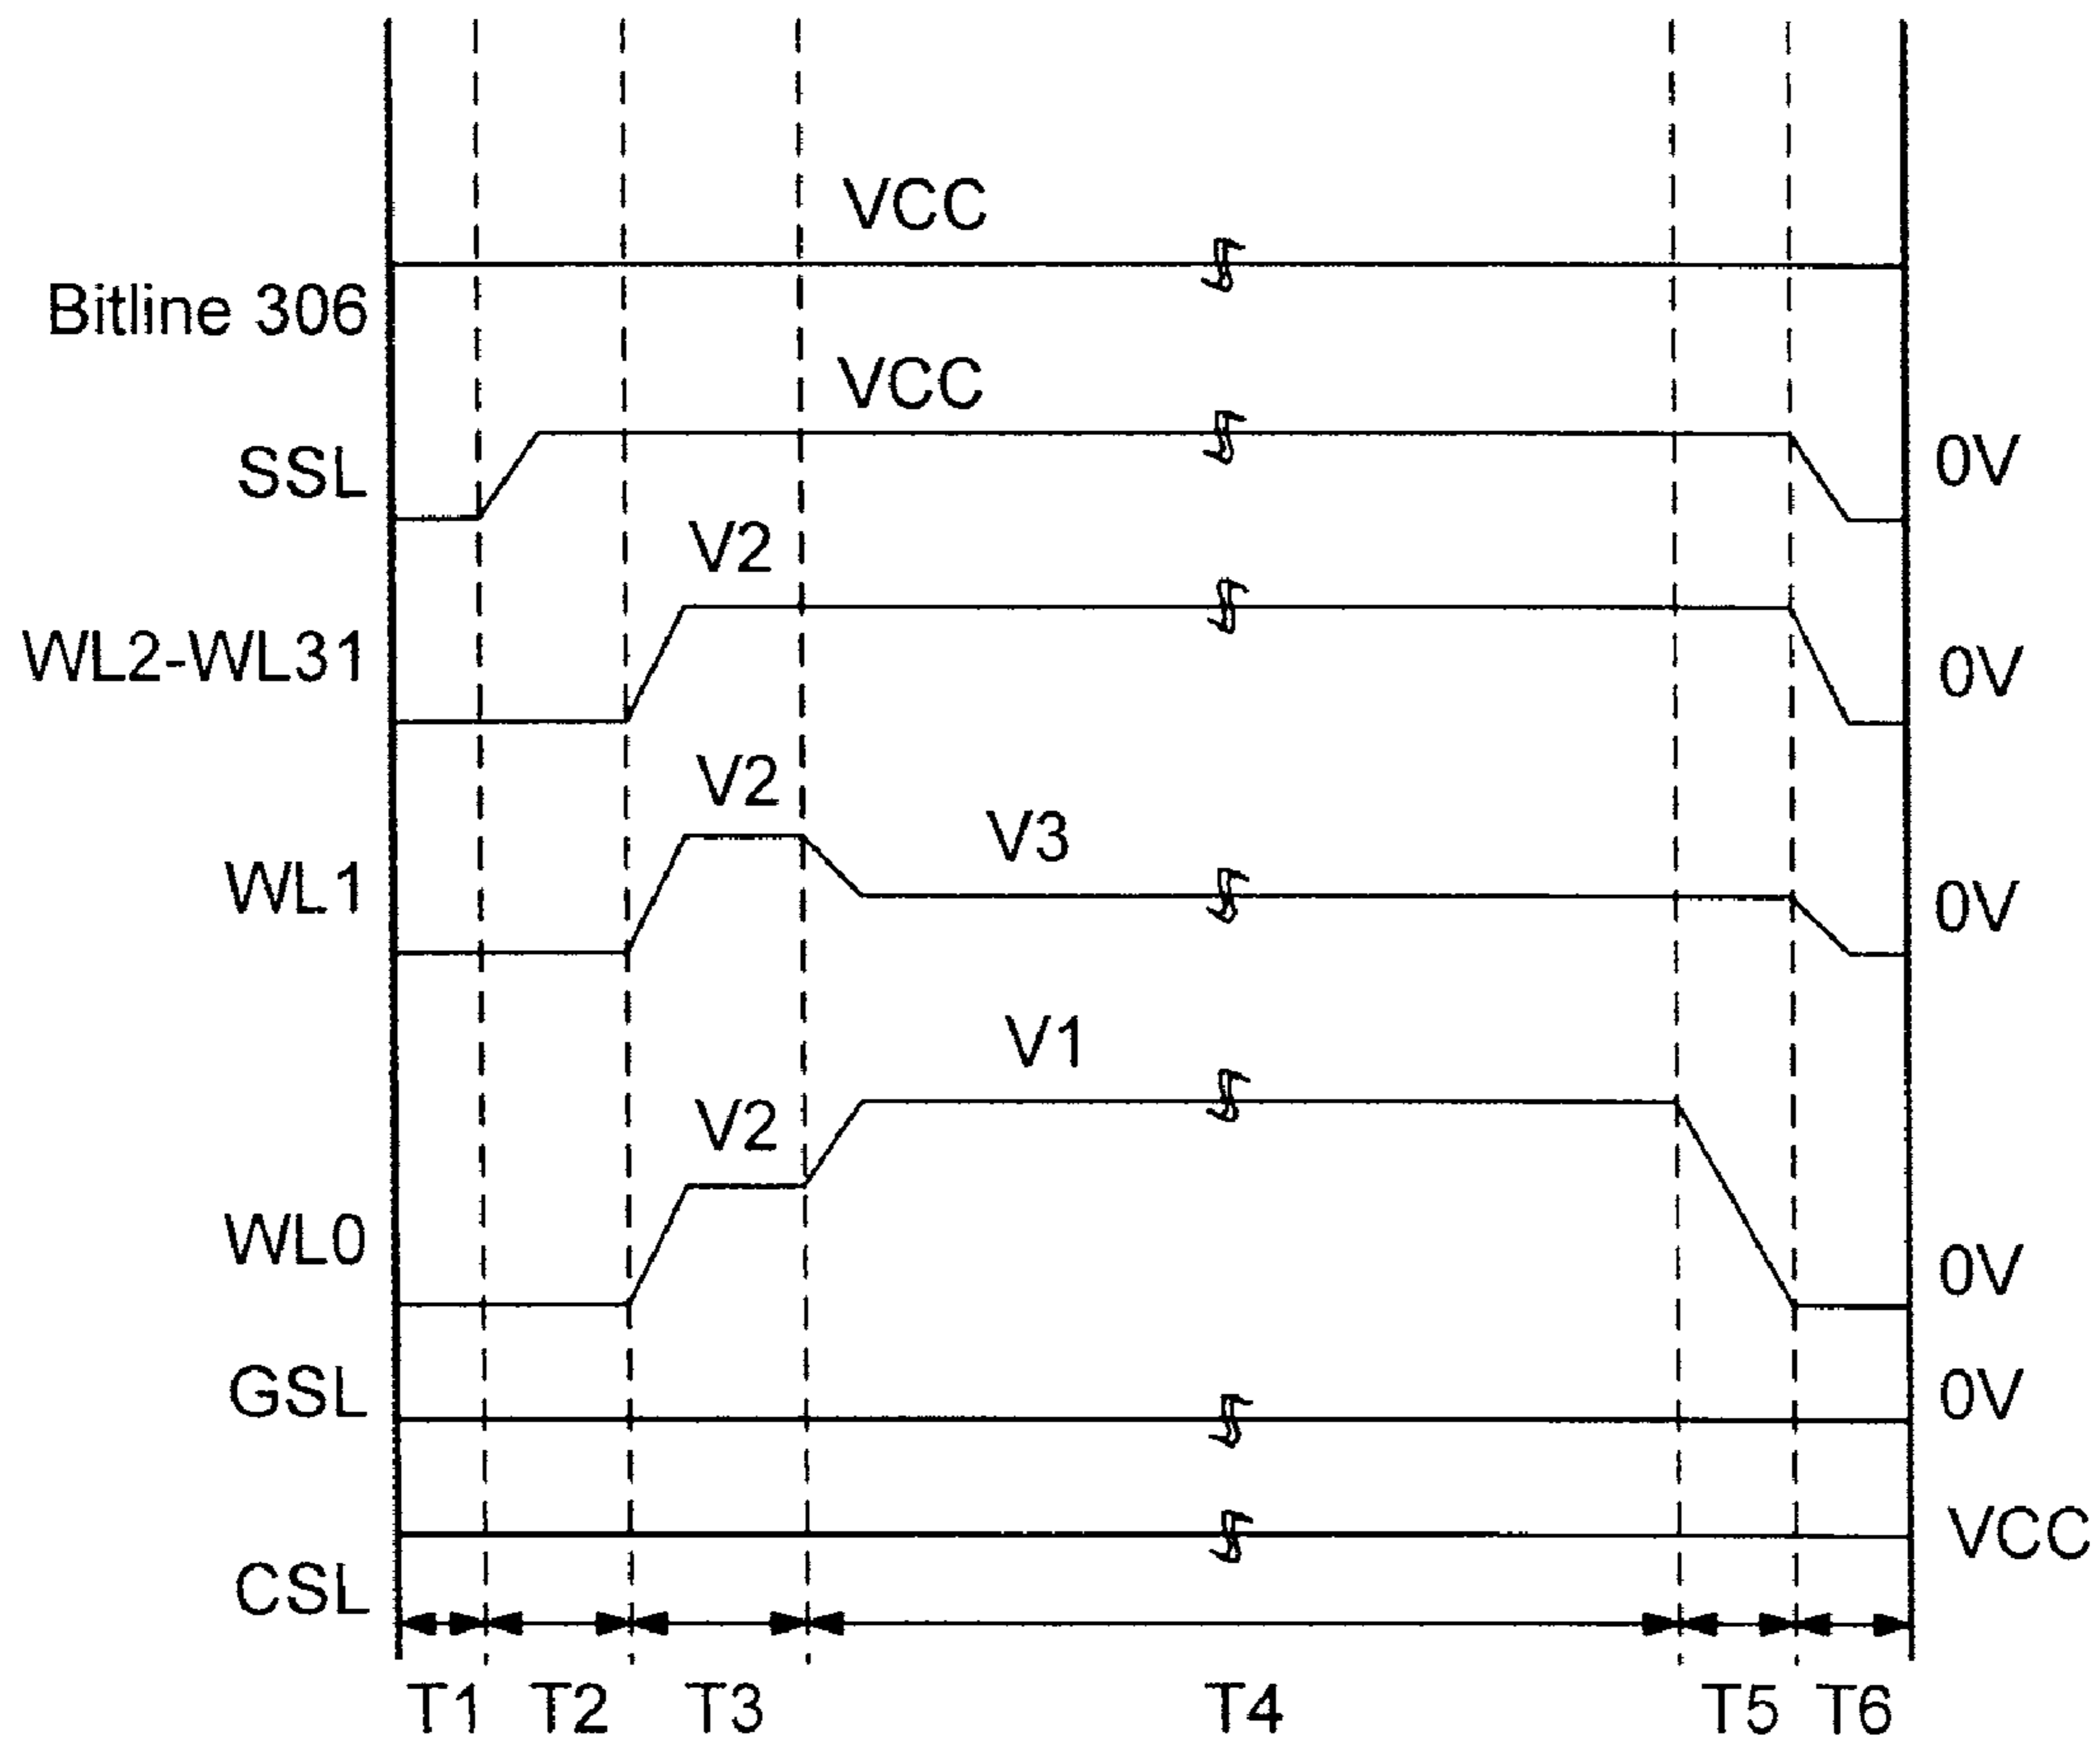 VCC
Bitline 306
VCC
SSL
0V
V2
WL2-WL31
0V
V2
V3
WL1
0V
V1
V2
WL0
0V
GSL
0V
VCC
CSL
T1 T2 T3 T4 T5 T6